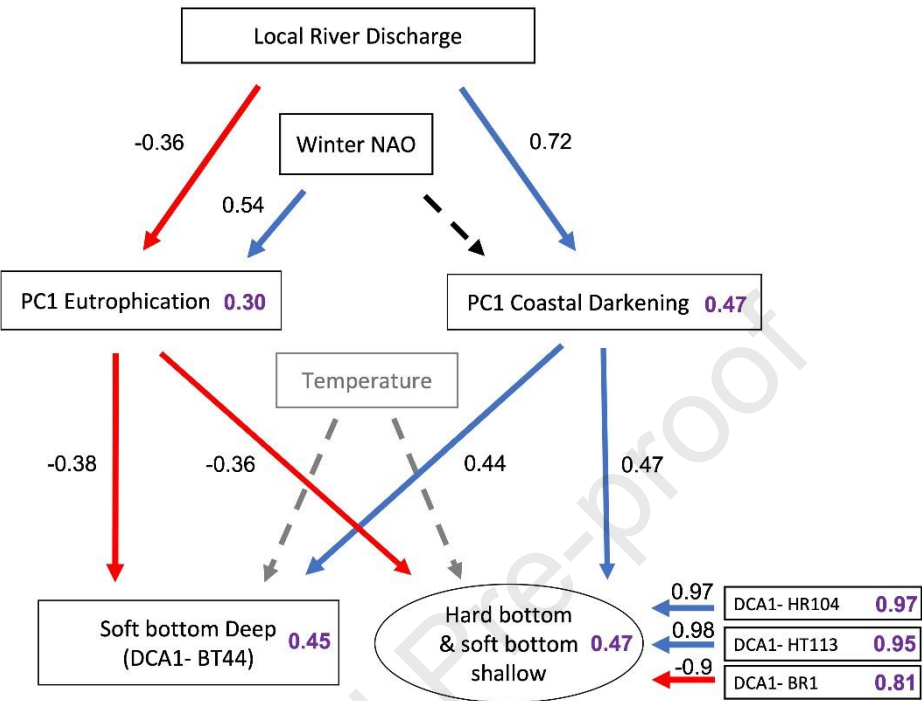 Local River Discharge
-0.36
Winter NAO
0.72
0.54
PC1 Eutrophication 0.30
PC1 Coastal Darkening 0.47
Temperature
-0.38
-0.36
0.44
0.47
Soft bottom Deep
(DCA1- BT44)
0.45
Hard bottom
& soft bottom
shallow
0.47
0.97
DCA1- HR104 0.97
0.98
DCA1- HT113 0.95
-0.9
DCA1- BR1 0.81
Pre-proof